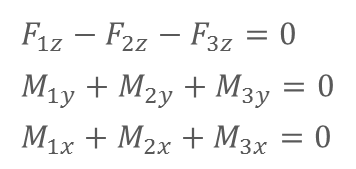 F₁z − F₂z − F₃z = 0
M₁y + M₂y + M₃y = 0
M₁x + M₂x + M₃x = 0